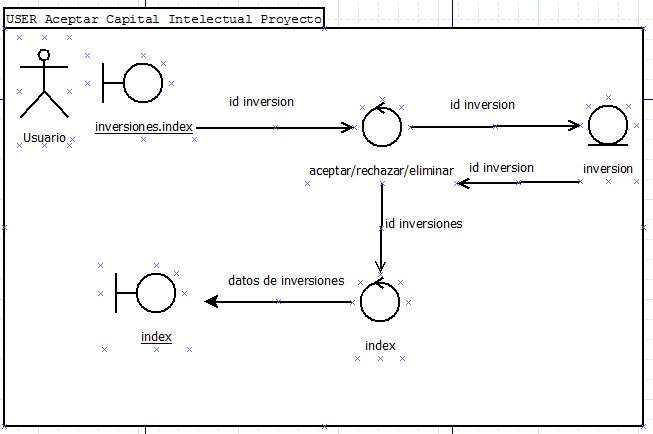 USER Aceptar Capital Intelectual Proyecto
Usuario
inversiones.index
id inversion
id inversion
aceptar/rechazar/eliminar
id inversion
inversion
id inversiones
datos de inversiones
index
index